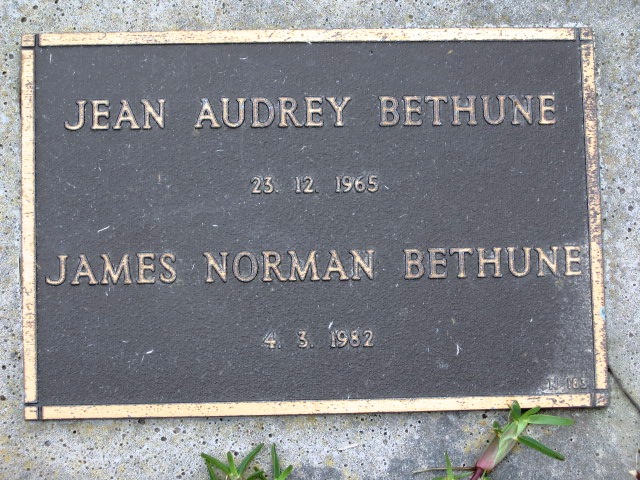 JEAN AUDREY BETHUNE
23. 12. 1965
JAMES NORMAN BETHUNE
4. 3. 1982